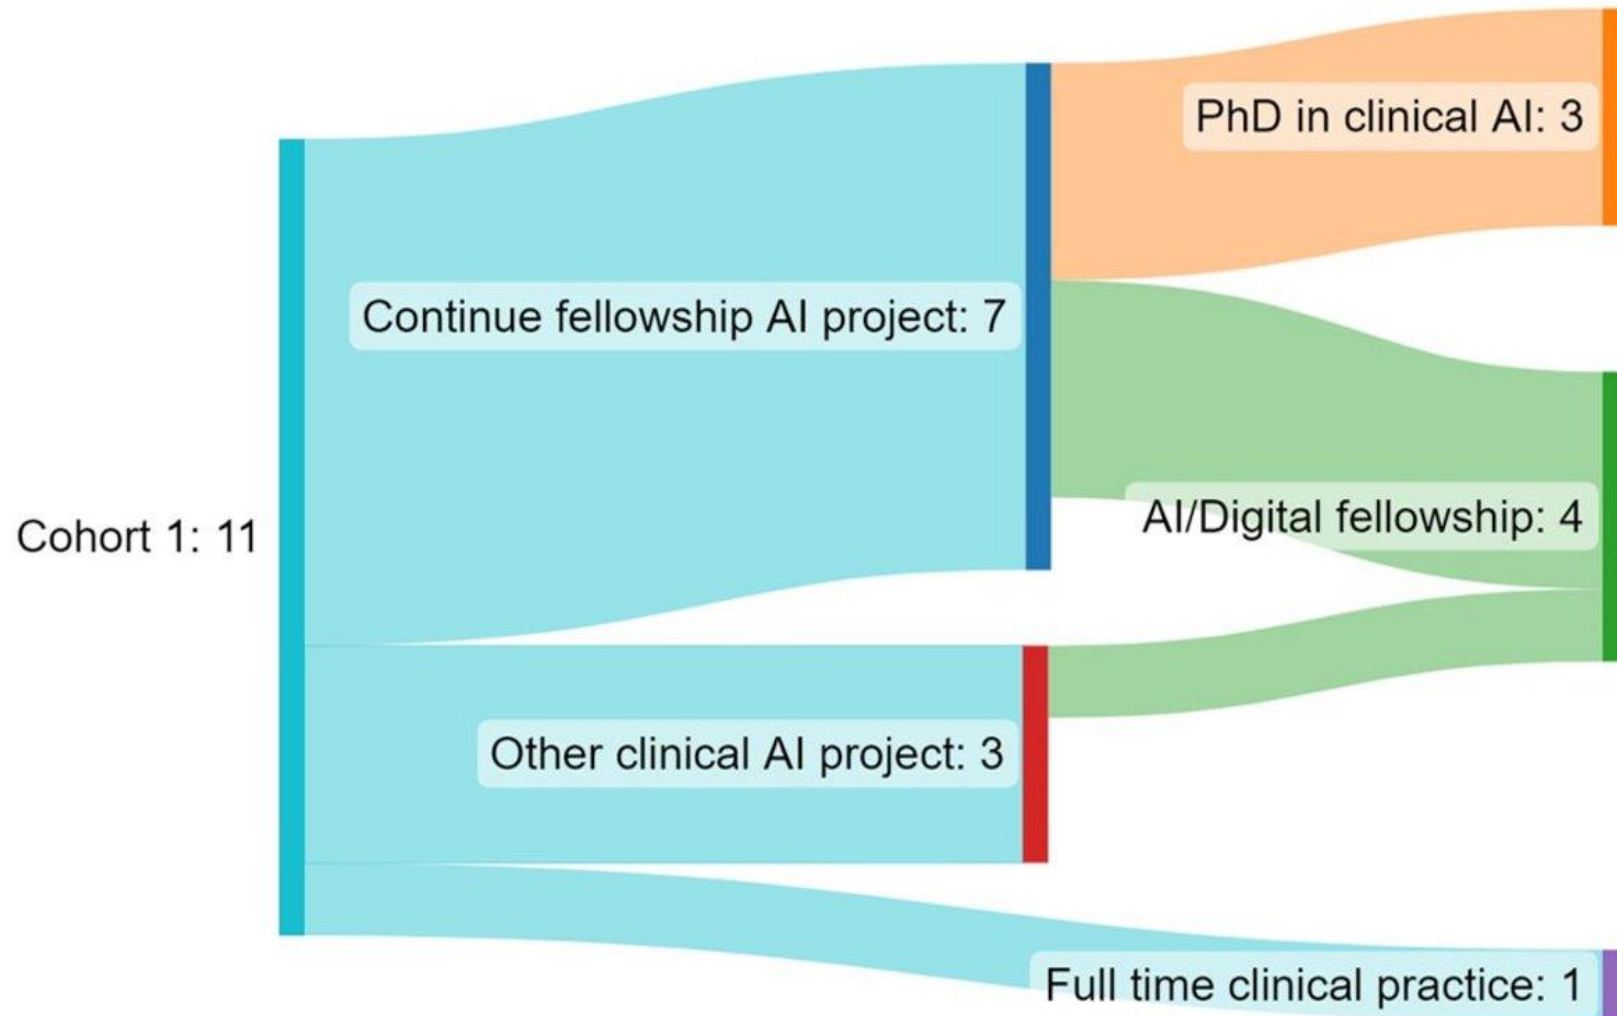 PhD in clinical AI: 3
Continue fellowship AI project: 7
AI/Digital fellowship: 4
Cohort 1: 11
Other clinical AI project: 3
Full time clinical practice: 1